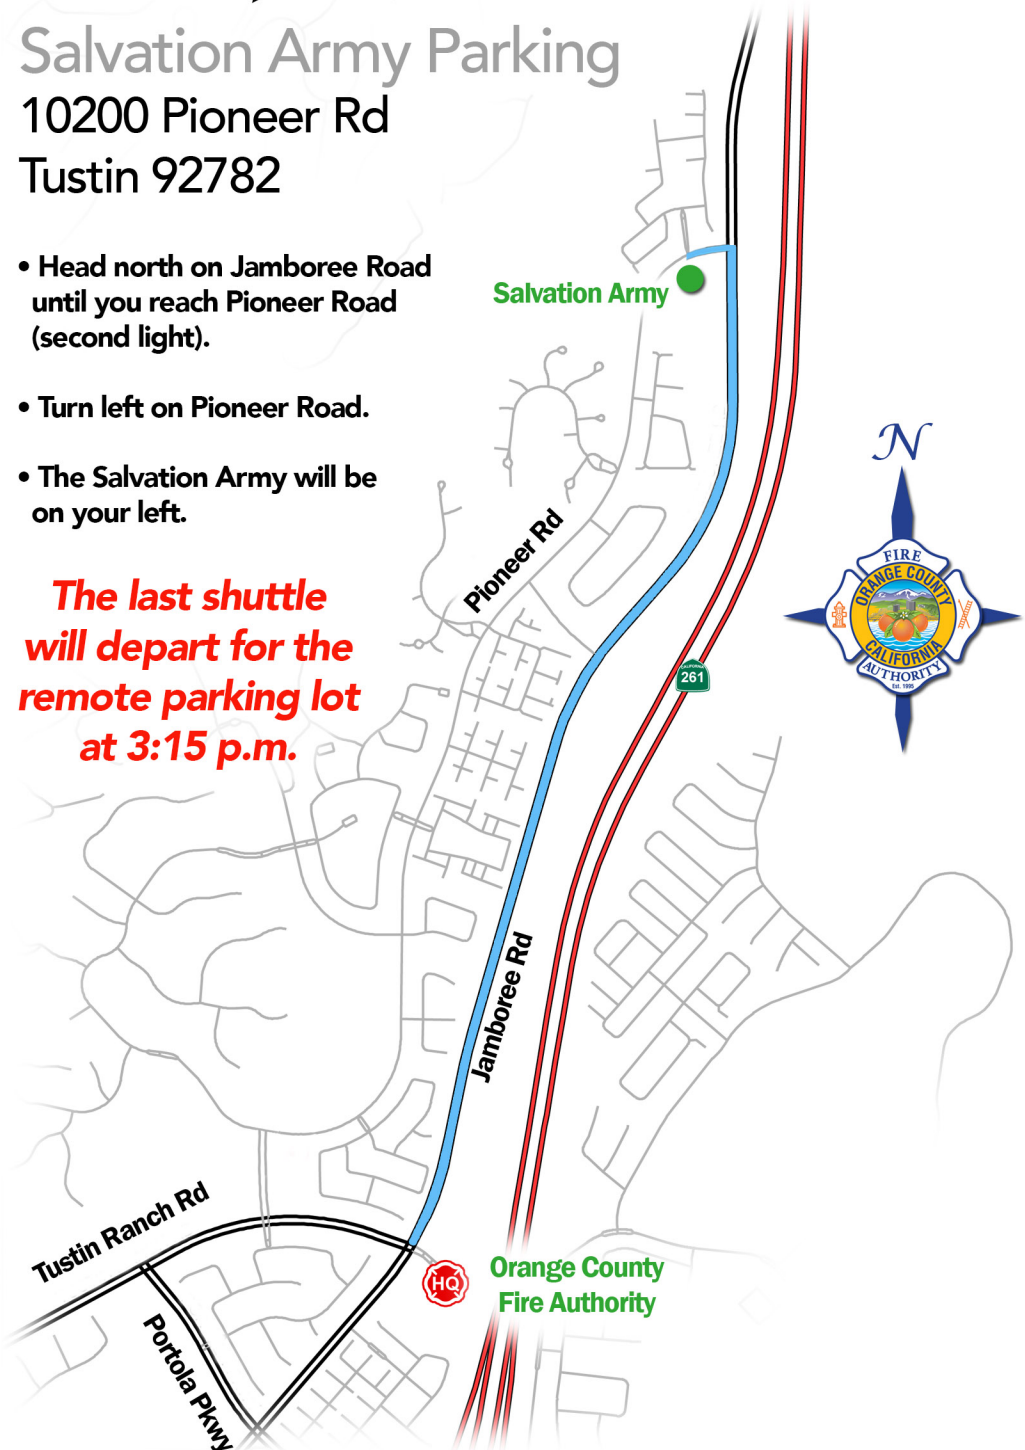 Salvation Army Parking
10200 Pioneer Rd
Tustin 92782
• Head north on Jamboree Road
until you reach Pioneer Road
(second light).
• Turn left on Pioneer Road.
• The Salvation Army will be
on your left.
The last shuttle
will depart for the
remote parking lot
at 3:15 p.m.
Salvation Army
Pioneer Rd
N
FIRE
ORANGE COUNTY
CALIFORNIA
AUTHORITY
Est. 1995
CALIFORNIA
261
Jamboree Rd
Tustin Ranch Rd
HQ
Orange County
Fire Authority
Portola Pkwy